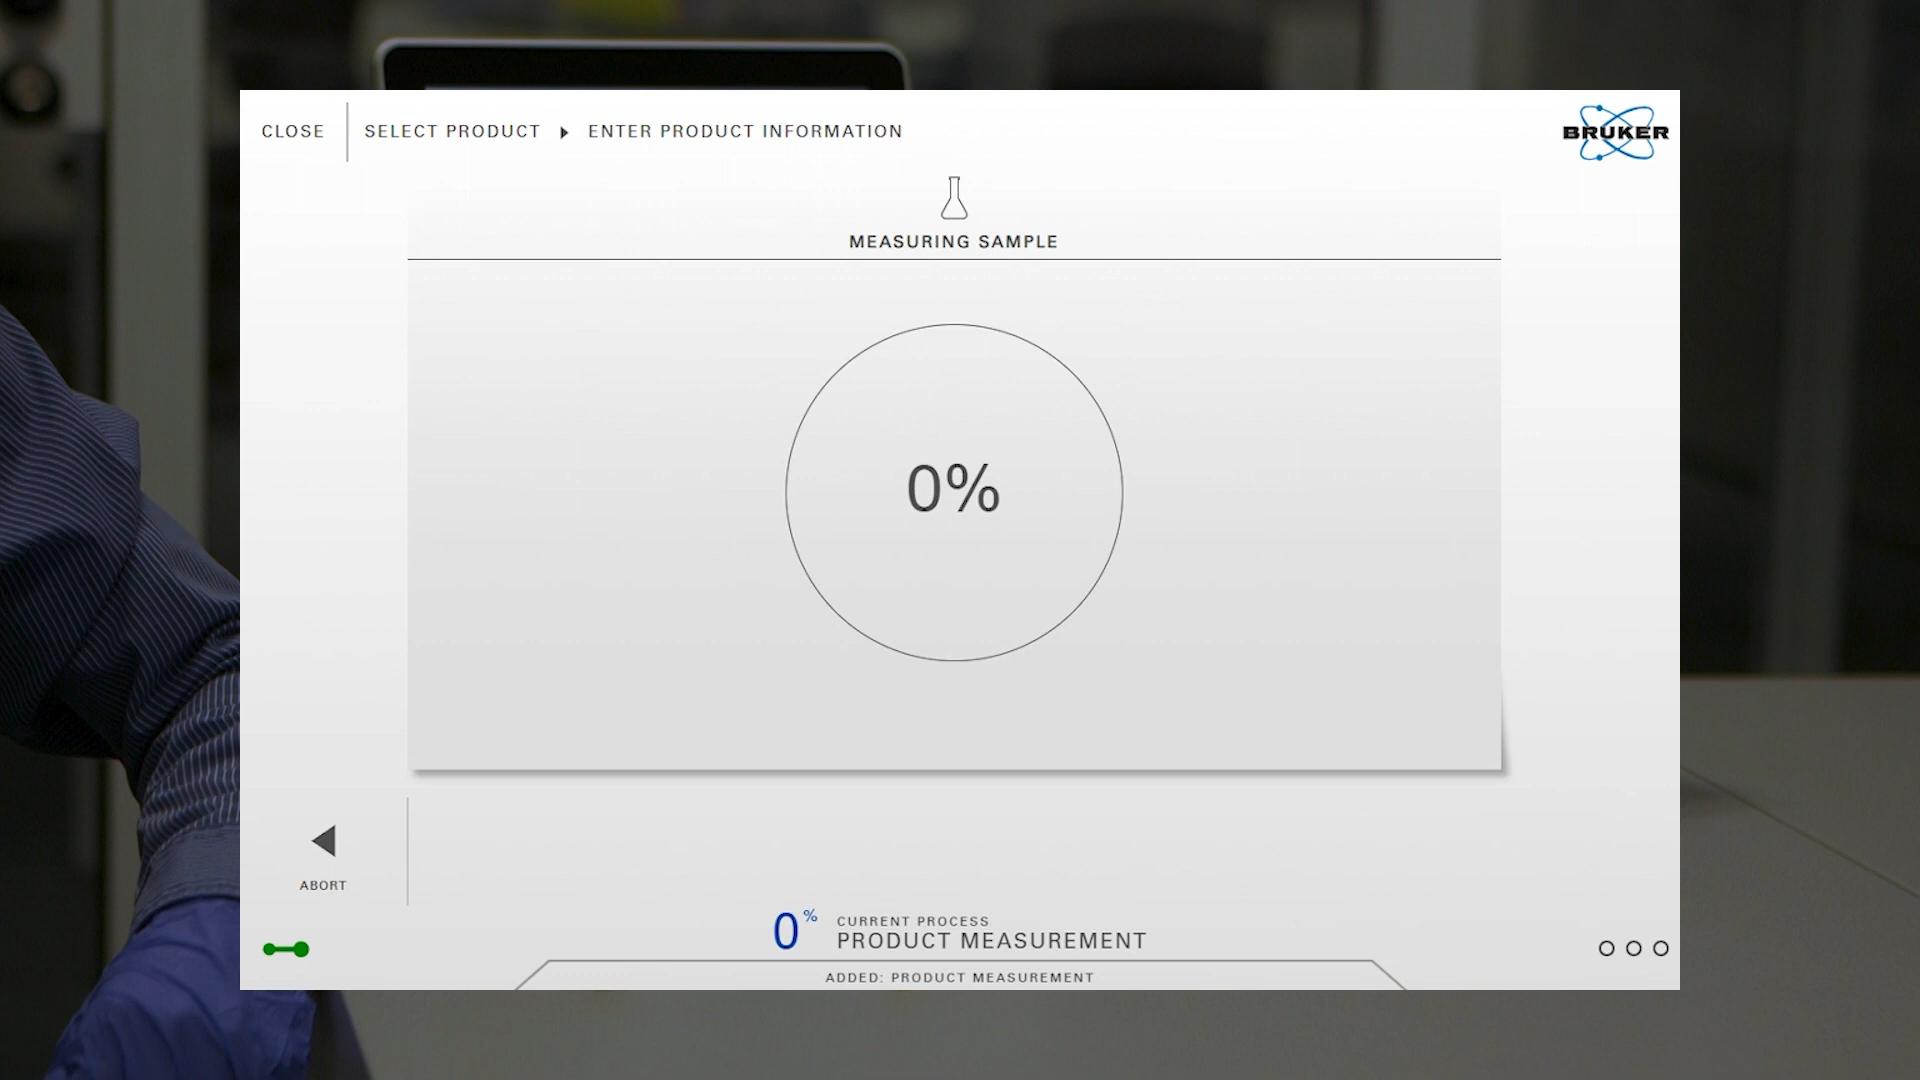 CLOSE
SELECT PRODUCT
ENTER PRODUCT INFORMATION
BRUKER
MEASURING SAMPLE
0%
ABORT
0%
CURRENT PROCESS
PRODUCT MEASUREMENT
ADDED: PRODUCT MEASUREMENT